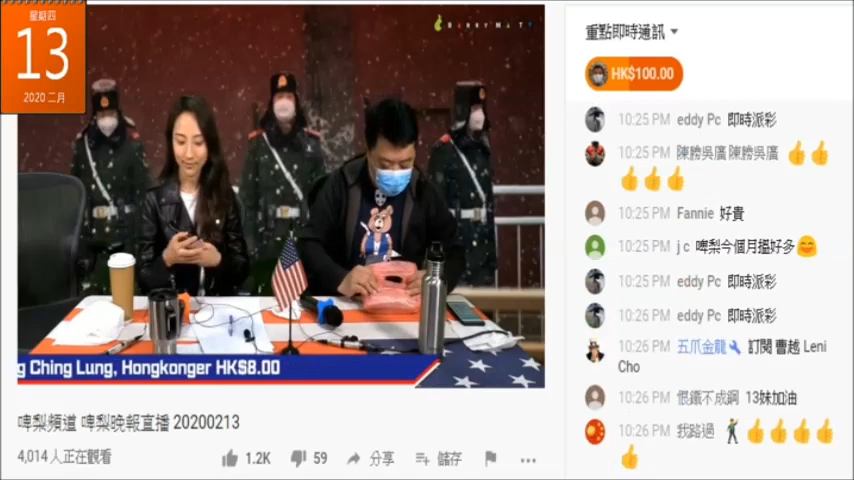 星期四
13
2020 二月
BarryMa TV
g Ching Lung, Hongkonger HK$8.00
啤梨頻道 啤梨晚報直播 20200213
4,014 人正在觀看
1.2K
59
分享
儲存
重點即時通訊
HK$100.00
10:25 PM eddy Pc 即時派彩
10:25 PM 陳勝吳廣 陳勝吳廣 👍👍
👍👍👍
10:25 PM Fannie 好貴
10:25 PM j c 啤梨今個月搵好多😊
10:25 PM eddy Pc 即時派彩
10:26 PM eddy Pc 即時派彩
10:26 PM 五爪金龍 訂閱 曹越 Leni
Cho
10:26 PM 恨鐵不成鋼 13妹加油
10:26 PM 我路過 👍👍👍👍
👍